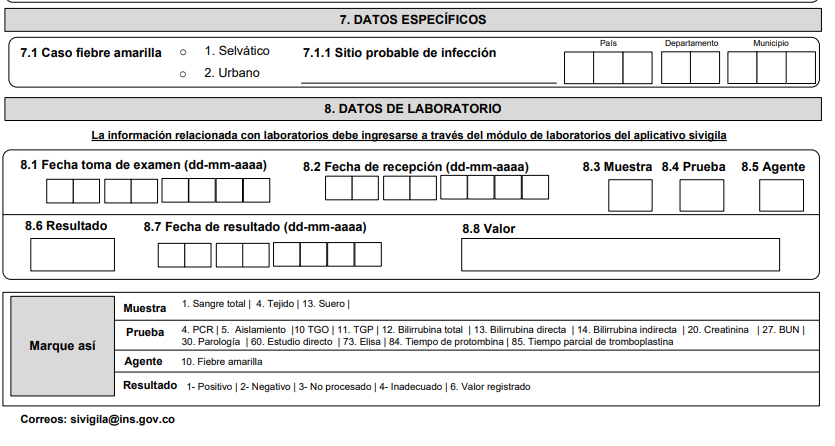 7. DATOS ESPECÍFICOS
7.1 Caso fiebre amarilla
1. Selvático
2. Urbano
7.1.1 Sitio probable de infección
País
Departamento
Municipio
8. DATOS DE LABORATORIO
La información relacionada con laboratorios debe ingresarse a través del módulo de laboratorios del aplicativo sivigila
8.1 Fecha toma de examen (dd-mm-aaaa)
8.2 Fecha de recepción (dd-mm-aaaa)
8.3 Muestra
8.4 Prueba
8.5 Agente
8.6 Resultado
8.7 Fecha de resultado (dd-mm-aaaa)
8.8 Valor
Marque así
Muestra
1. Sangre total | 4. Tejido | 13. Suero |
Prueba
4. PCR | 5. Aislamiento |10 TGO | 11. TGP | 12. Bilirrubina total | 13. Bilirrubina directa | 14. Bilirrubina indirecta | 20. Creatinina | 27. BUN |
30. Parología | 60. Estudio directo | 73. Elisa | 84. Tiempo de protombina | 85. Tiempo parcial de tromboplastina
Agente
10. Fiebre amarilla
Resultado
1- Positivo | 2- Negativo | 3- No procesado | 4- Inadecuado | 6. Valor registrado
Correos: sivigila@ins.gov.co